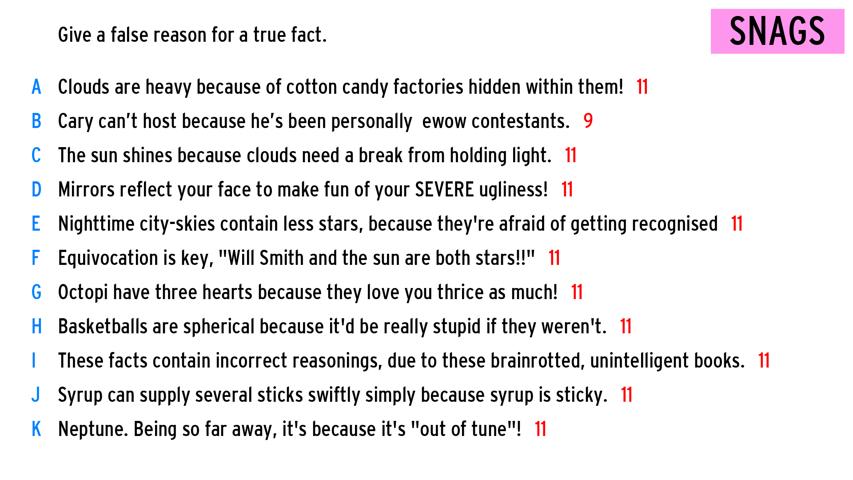 Give a false reason for a true fact.
SNAGS
A Clouds are heavy because of cotton candy factories hidden within them! 11
B Cary can't host because he's been personally ewow contestants. 9
C The sun shines because clouds need a break from holding light. 11
D Mirrors reflect your face to make fun of your SEVERE ugliness! 11
E Nighttime city-skies contain less stars, because they're afraid of getting recognised 11
F Equivocation is key, "Will Smith and the sun are both stars!!" 11
G Octopi have three hearts because they love you thrice as much! 11
H Basketballs are spherical because it'd be really stupid if they weren't. 11
I These facts contain incorrect reasonings, due to these brainrotted, unintelligent books. 11
J Syrup can supply several sticks swiftly simply because syrup is sticky. 11
K Neptune. Being so far away, it's because it's "out of tune"! 11